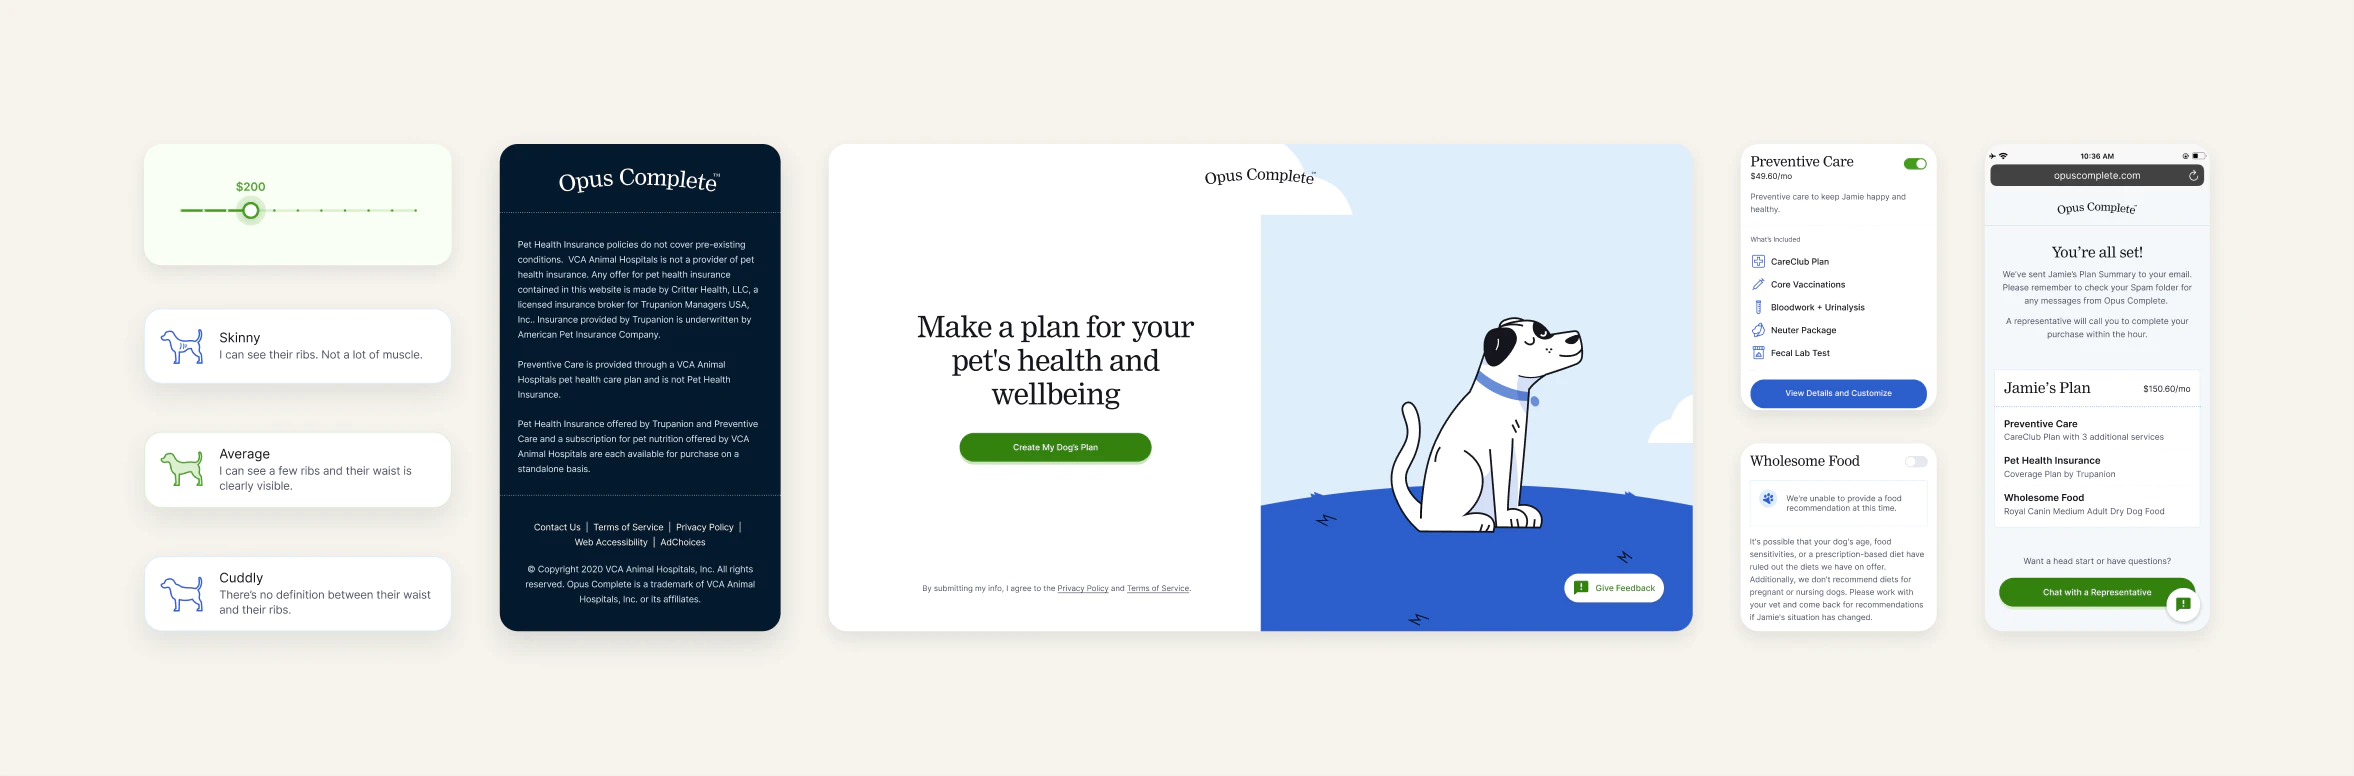 $200
Skinny
I can see their ribs. Not a lot of muscle.
Average
I can see a few ribs and their waist is
clearly visible.
Cuddly
There's no definition between their waist
and their ribs.
Opus Complete™
Pet Health Insurance policies do not cover pre-existing
conditions.  VCA Animal Hospitals is not a provider of pet
health insurance. Any offer for pet health insurance
contained in this website is made by Critter Health, LLC, a
licensed insurance broker for Trupanion Managers USA,
Inc.. Insurance provided by Trupanion is underwritten by
American Pet Insurance Company.
Preventive Care is provided through a VCA Animal
Hospitals pet health care plan and is not Pet Health
Insurance.
Pet Health Insurance offered by Trupanion and Preventive
Care and a subscription for pet nutrition offered by VCA
Animal Hospitals are each available for purchase on a
standalone basis.
Contact Us | Terms of Service | Privacy Policy |
Web Accessibility | AdChoices
© Copyright 2020 VCA Animal Hospitals, Inc. All rights
reserved. Opus Complete is a trademark of VCA Animal
Hospitals, Inc. or its affiliates.
Opus Complete™
Make a plan for your
pet's health and
wellbeing
Create My Dog's Plan
By submitting my info, I agree to the Privacy Policy and Terms of Service.
Give Feedback
Preventive Care
$49.60/mo
Preventive care to keep Jamie happy and
healthy.
What's Included
CareClub Plan
Core Vaccinations
Bloodwork + Urinalysis
Neuter Package
Fecal Lab Test
View Details and Customize
Wholesome Food
We're unable to provide a food
recommendation at this time.
It's possible that your dog's age, food
sensitivities, or a prescription-based diet have
ruled out the diets we have on offer.
Additionally, we don't recommend diets for
pregnant or nursing dogs. Please work with
your vet and come back for recommendations
if Jamie's situation has changed.
10:36 AM
opuscomplete.com
Opus Complete™
You're all set!
We've sent Jamie's Plan Summary to your email.
Please remember to check your Spam folder for
any messages from Opus Complete.
A representative will call you to complete your
purchase within the hour.
Jamie's Plan
$150.60/mo
Preventive Care
CareClub Plan with 3 additional services
Pet Health Insurance
Coverage Plan by Trupanion
Wholesome Food
Royal Canin Medium Adult Dry Dog Food
Want a head start or have questions?
Chat with a Representative